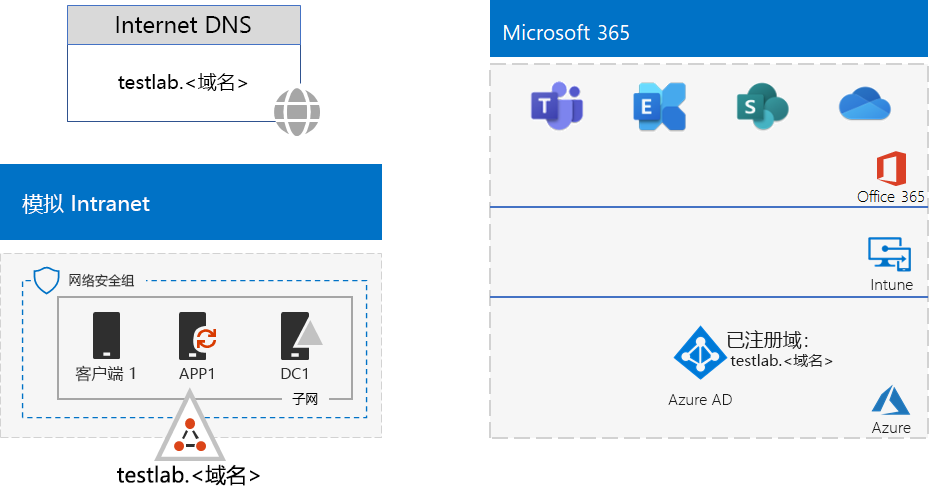 Internet DNS
testlab.<域名>
模拟 Intranet
网络安全组
客户端 1
APP1
DC1
子网
testlab.<域名>
Microsoft 365
T
E
S
Office 365
Intune
已注册域：
testlab.<域名>
Azure AD
Azure